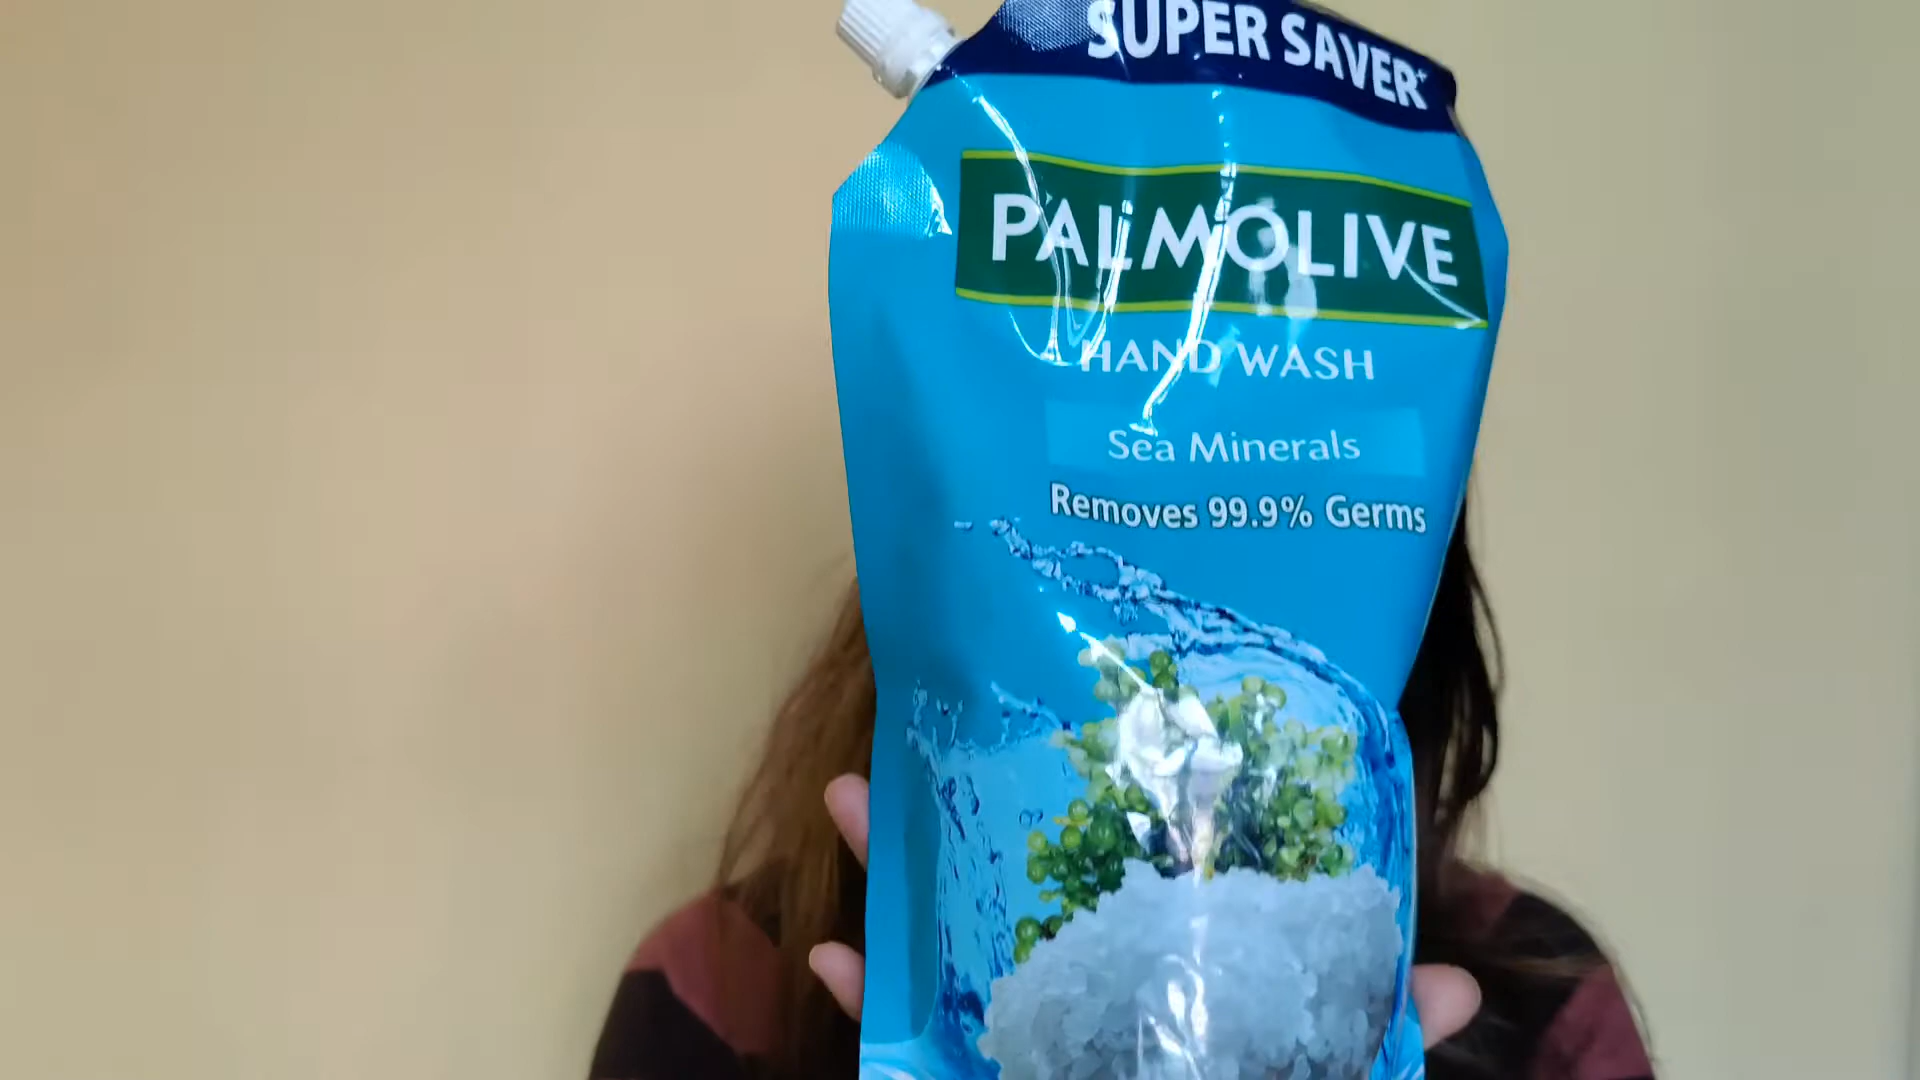 SUPER SAVER+
PALMOLIVE
HAND WASH
Sea Minerals
Removes 99.9% Germs